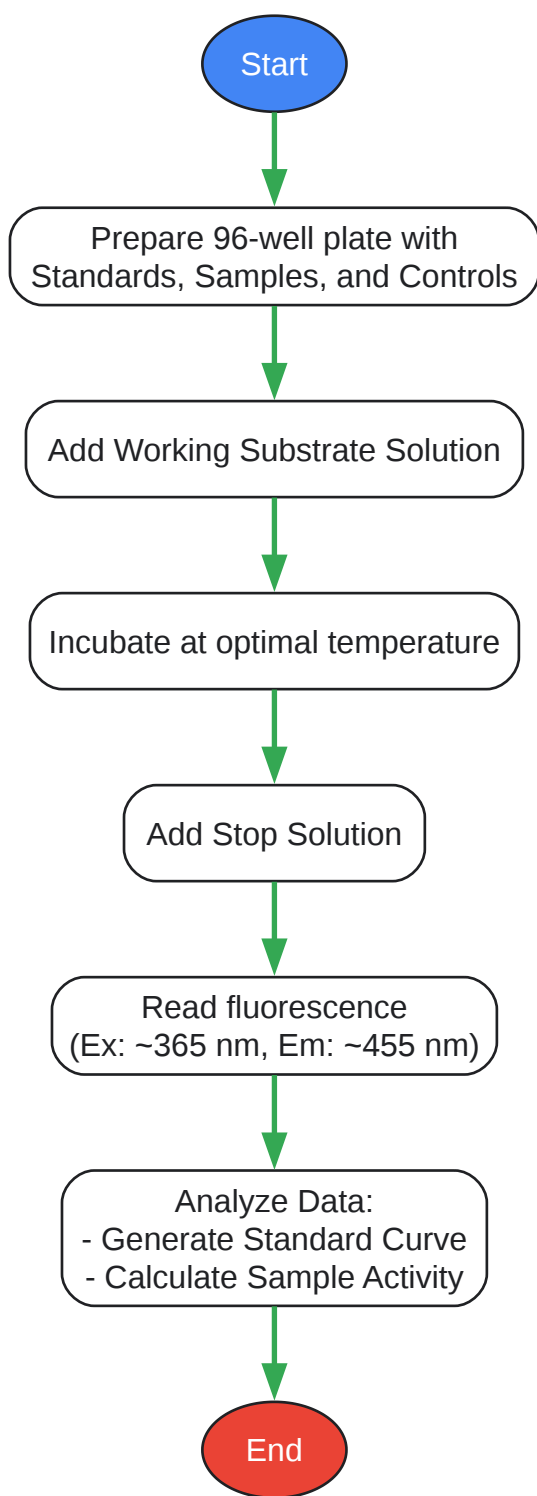 Start
Prepare 96-well plate with
Standards, Samples, and Controls
Add Working Substrate Solution
Incubate at optimal temperature
Add Stop Solution
Read fluorescence
(Ex: ~365 nm, Em: ~455 nm)
Analyze Data:
- Generate Standard Curve
- Calculate Sample Activity
End